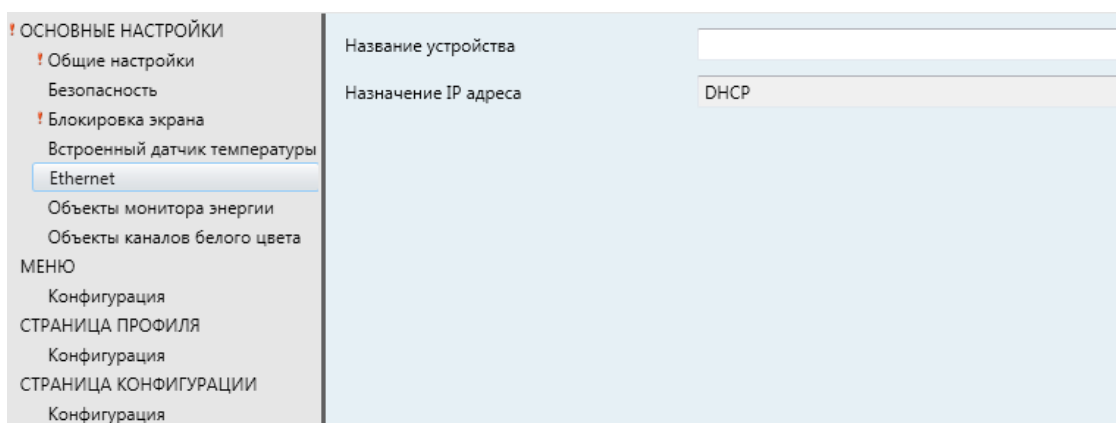 ! ОСНОВНЫЕ НАСТРОЙКИ
! Общие настройки
Безопасность
! Блокировка экрана
Встроенный датчик температуры
Ethernet
Объекты монитора энергии
Объекты каналов белого цвета
МЕНЮ
Конфигурация
СТРАНИЦА ПРОФИЛЯ
Конфигурация
СТРАНИЦА КОНФИГУРАЦИИ
Конфигурация
Название устройства
Назначение IP адреса DHCP